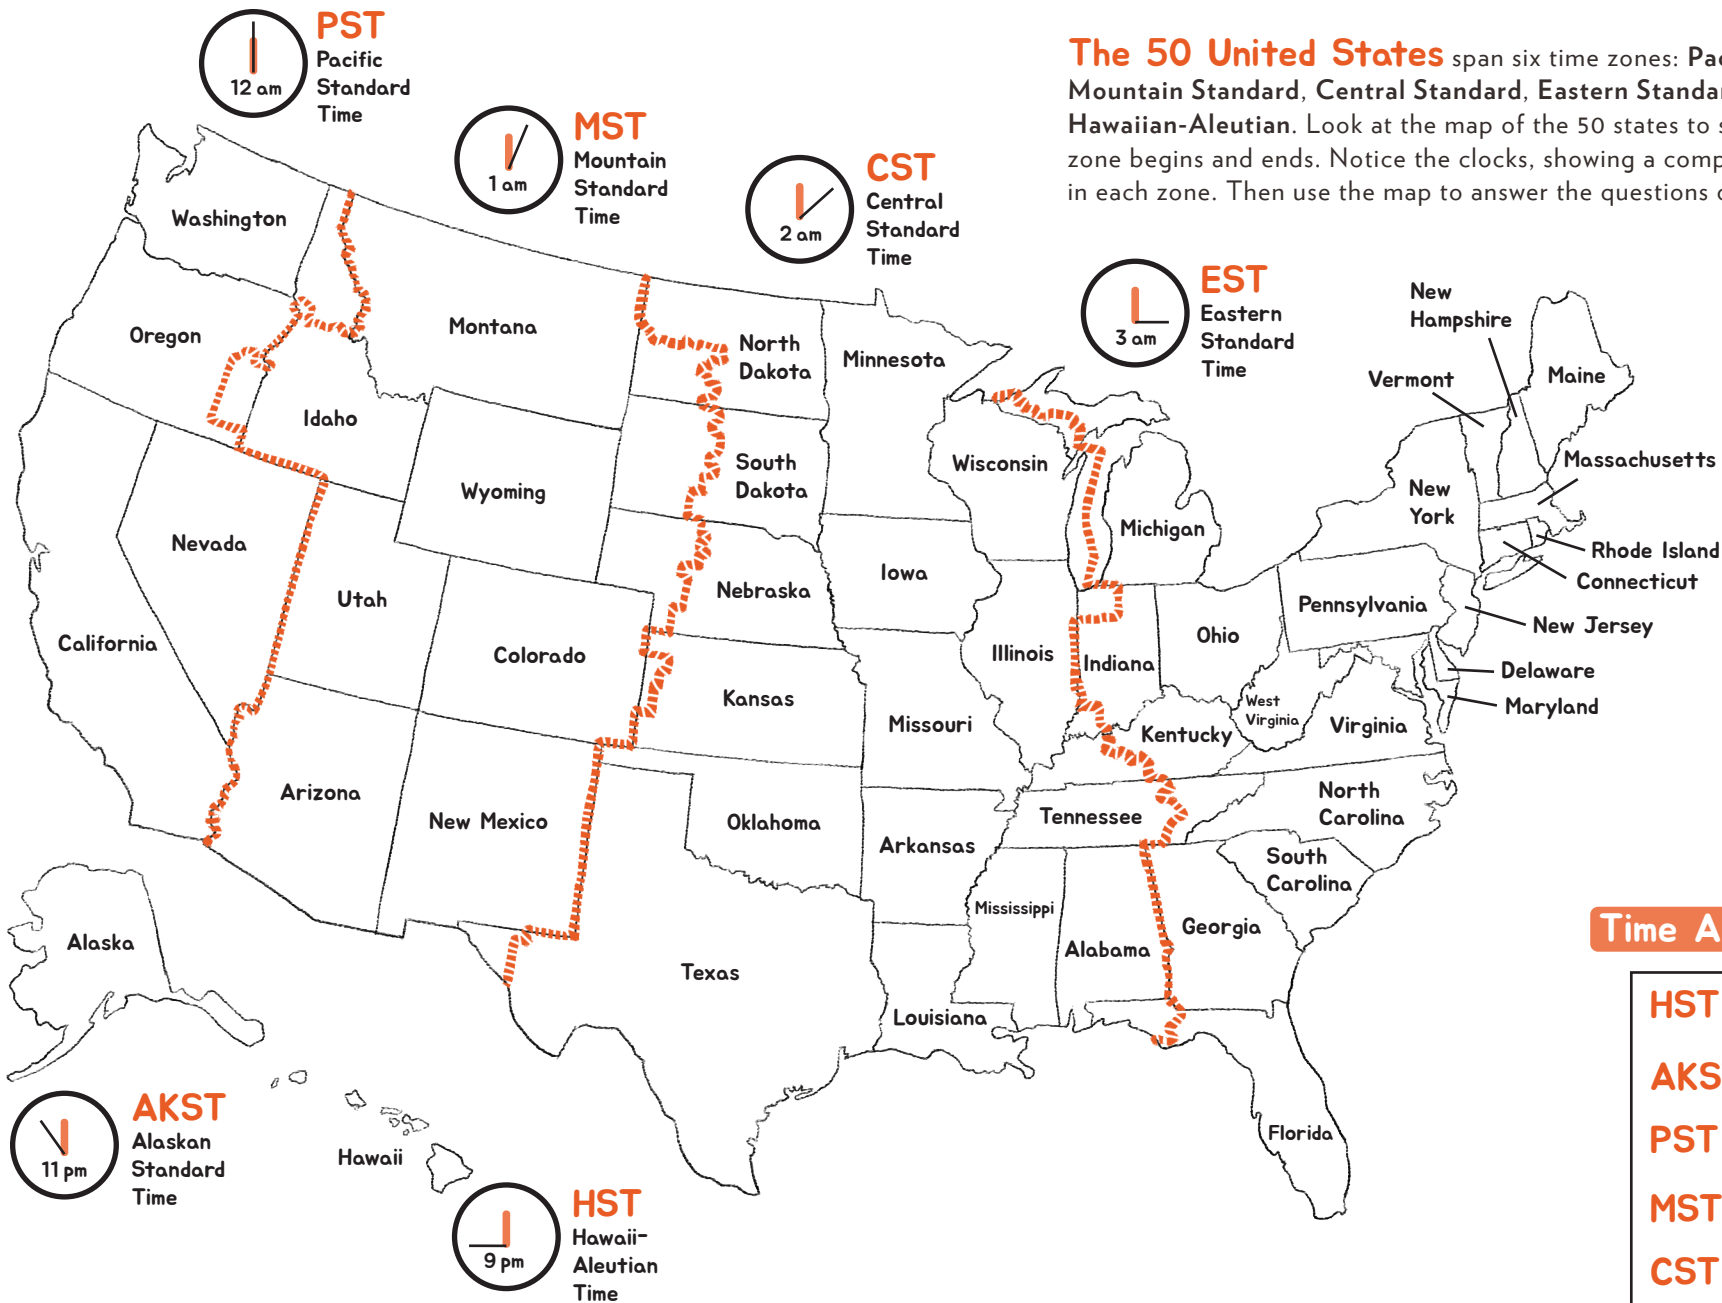 PST
Pacific
Standard
Time
12 am
The 50 United States span six time zones:
Mountain Standard, Central Standard, Eastern
Hawaiian-Aleutian. Look at the map of the 50 states to
zone begins and ends. Notice the clocks, showing a
in each zone. Then use the map to answer the questions
MST
Mountain
Standard
Time
1 am
CST
Central
Standard
Time
2 am
EST
Eastern
Standard
Time
3 am
Washington
Oregon
Montana
Idaho
North
Dakota
Minnesota
New
Hampshire
Vermont
Maine
Wyoming
South
Dakota
Wisconsin
Michigan
New
York
Massachusetts
Nevada
Utah
Nebraska
Iowa
Rhode Island
Connecticut
California
Colorado
Kansas
Illinois
Indiana
Ohio
Pennsylvania
New Jersey
Delaware
Maryland
Missouri
Kentucky
West
Virginia
Virginia
Arizona
New Mexico
Oklahoma
Arkansas
Tennessee
North
Carolina
South
Carolina
Mississippi
Alabama
Georgia
Alaska
Texas
Louisiana
Florida
Hawaii
AKST
Alaskan
Standard
Time
11 pm
HST
Hawaii-
Aleutian
Time
9 pm
Time A
HST
AKS
PST
MST
CST